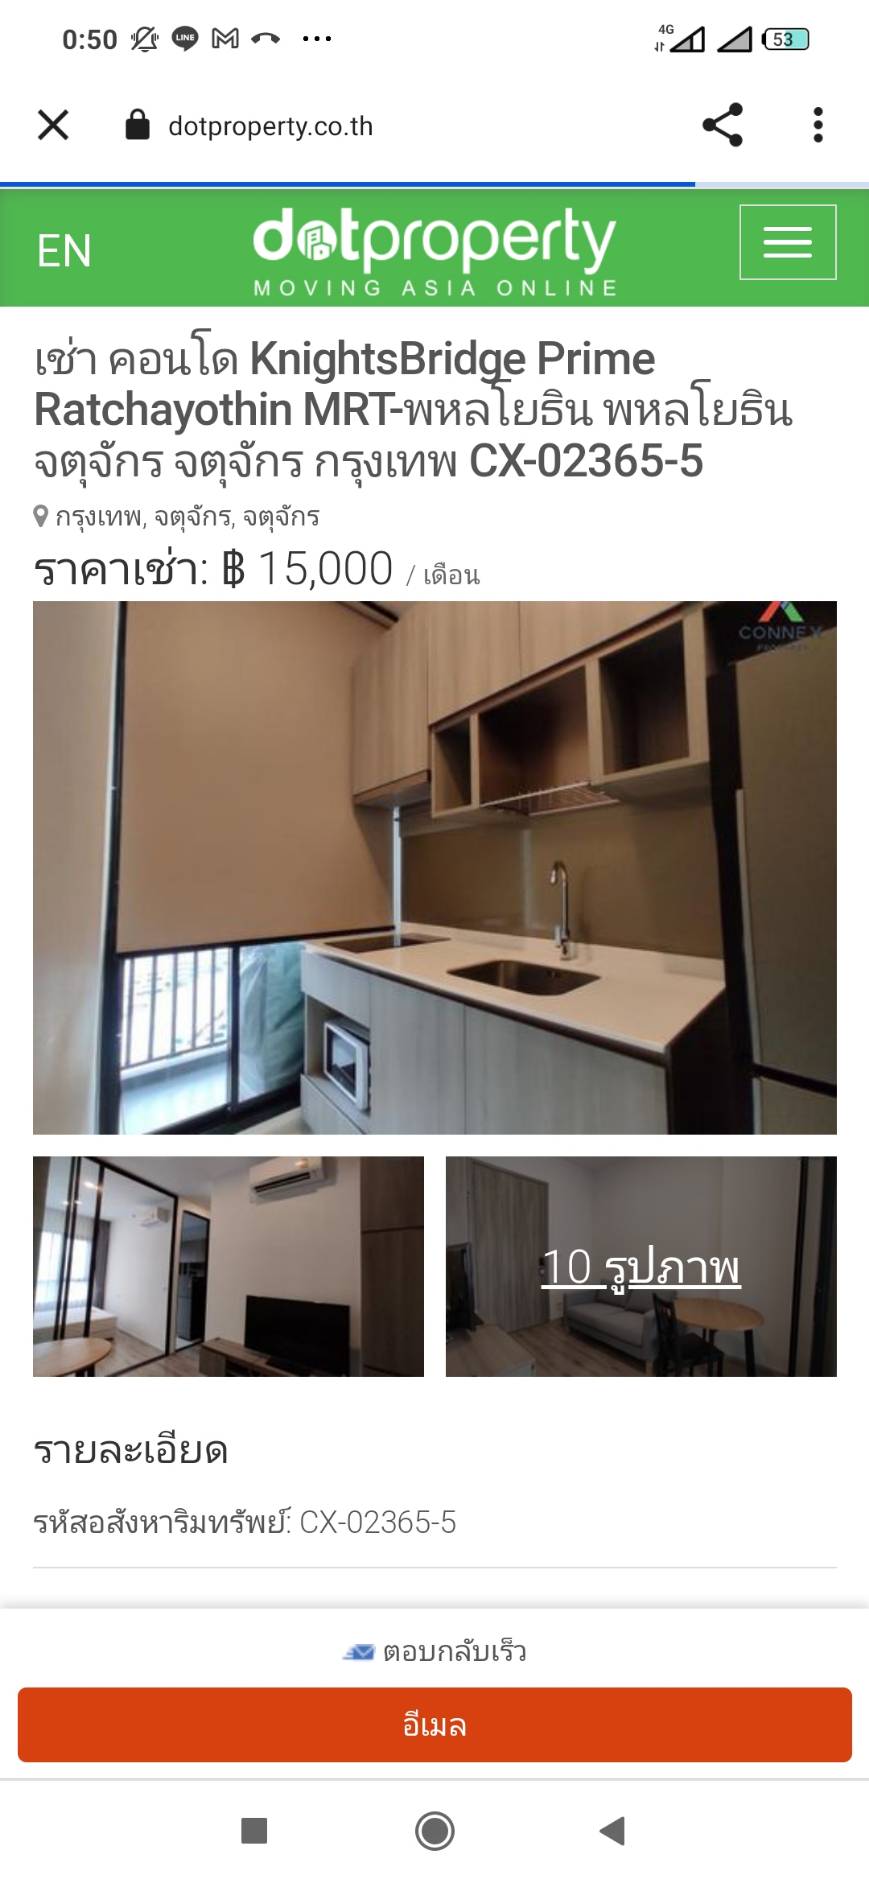 0:50
LINE
4G
53
dotproperty.co.th
EN
dotproperty
MOVING ASIA ONLINE
เช่า คอนโด KnightsBridge Prime
Ratchayothin MRT-พหลโยธิน พหลโยธิน
จตุจักร จตุจักร กรุงเทพ CX-02365-5
กรุงเทพ, จตุจักร, จตุจักร
ราคาเช่า: ฿ 15,000 / เดือน
CONNEX
10 รูปภาพ
รายละเอียด
รหัสอสังหาริมทรัพย์: CX-02365-5
ตอบกลับเร็ว
อีเมล